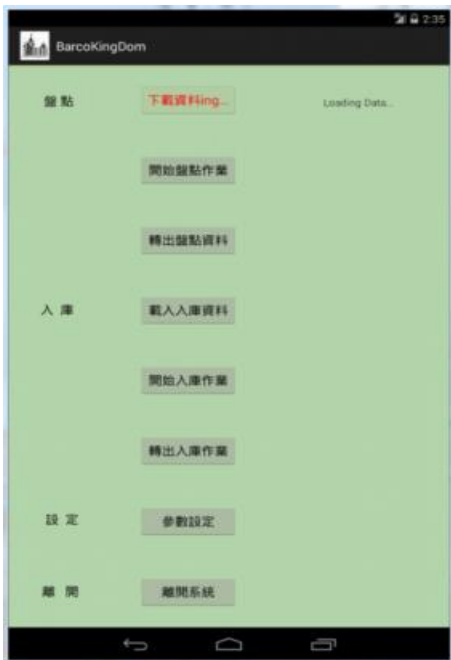 2:35
BarcoKingDom
盤點 下載資料ing... Loading Data...
開始盤點作業
轉出盤點資料
入庫 載入入庫資料
開始入庫作業
轉出入庫作業
設定 參數設定
離開 離開系統